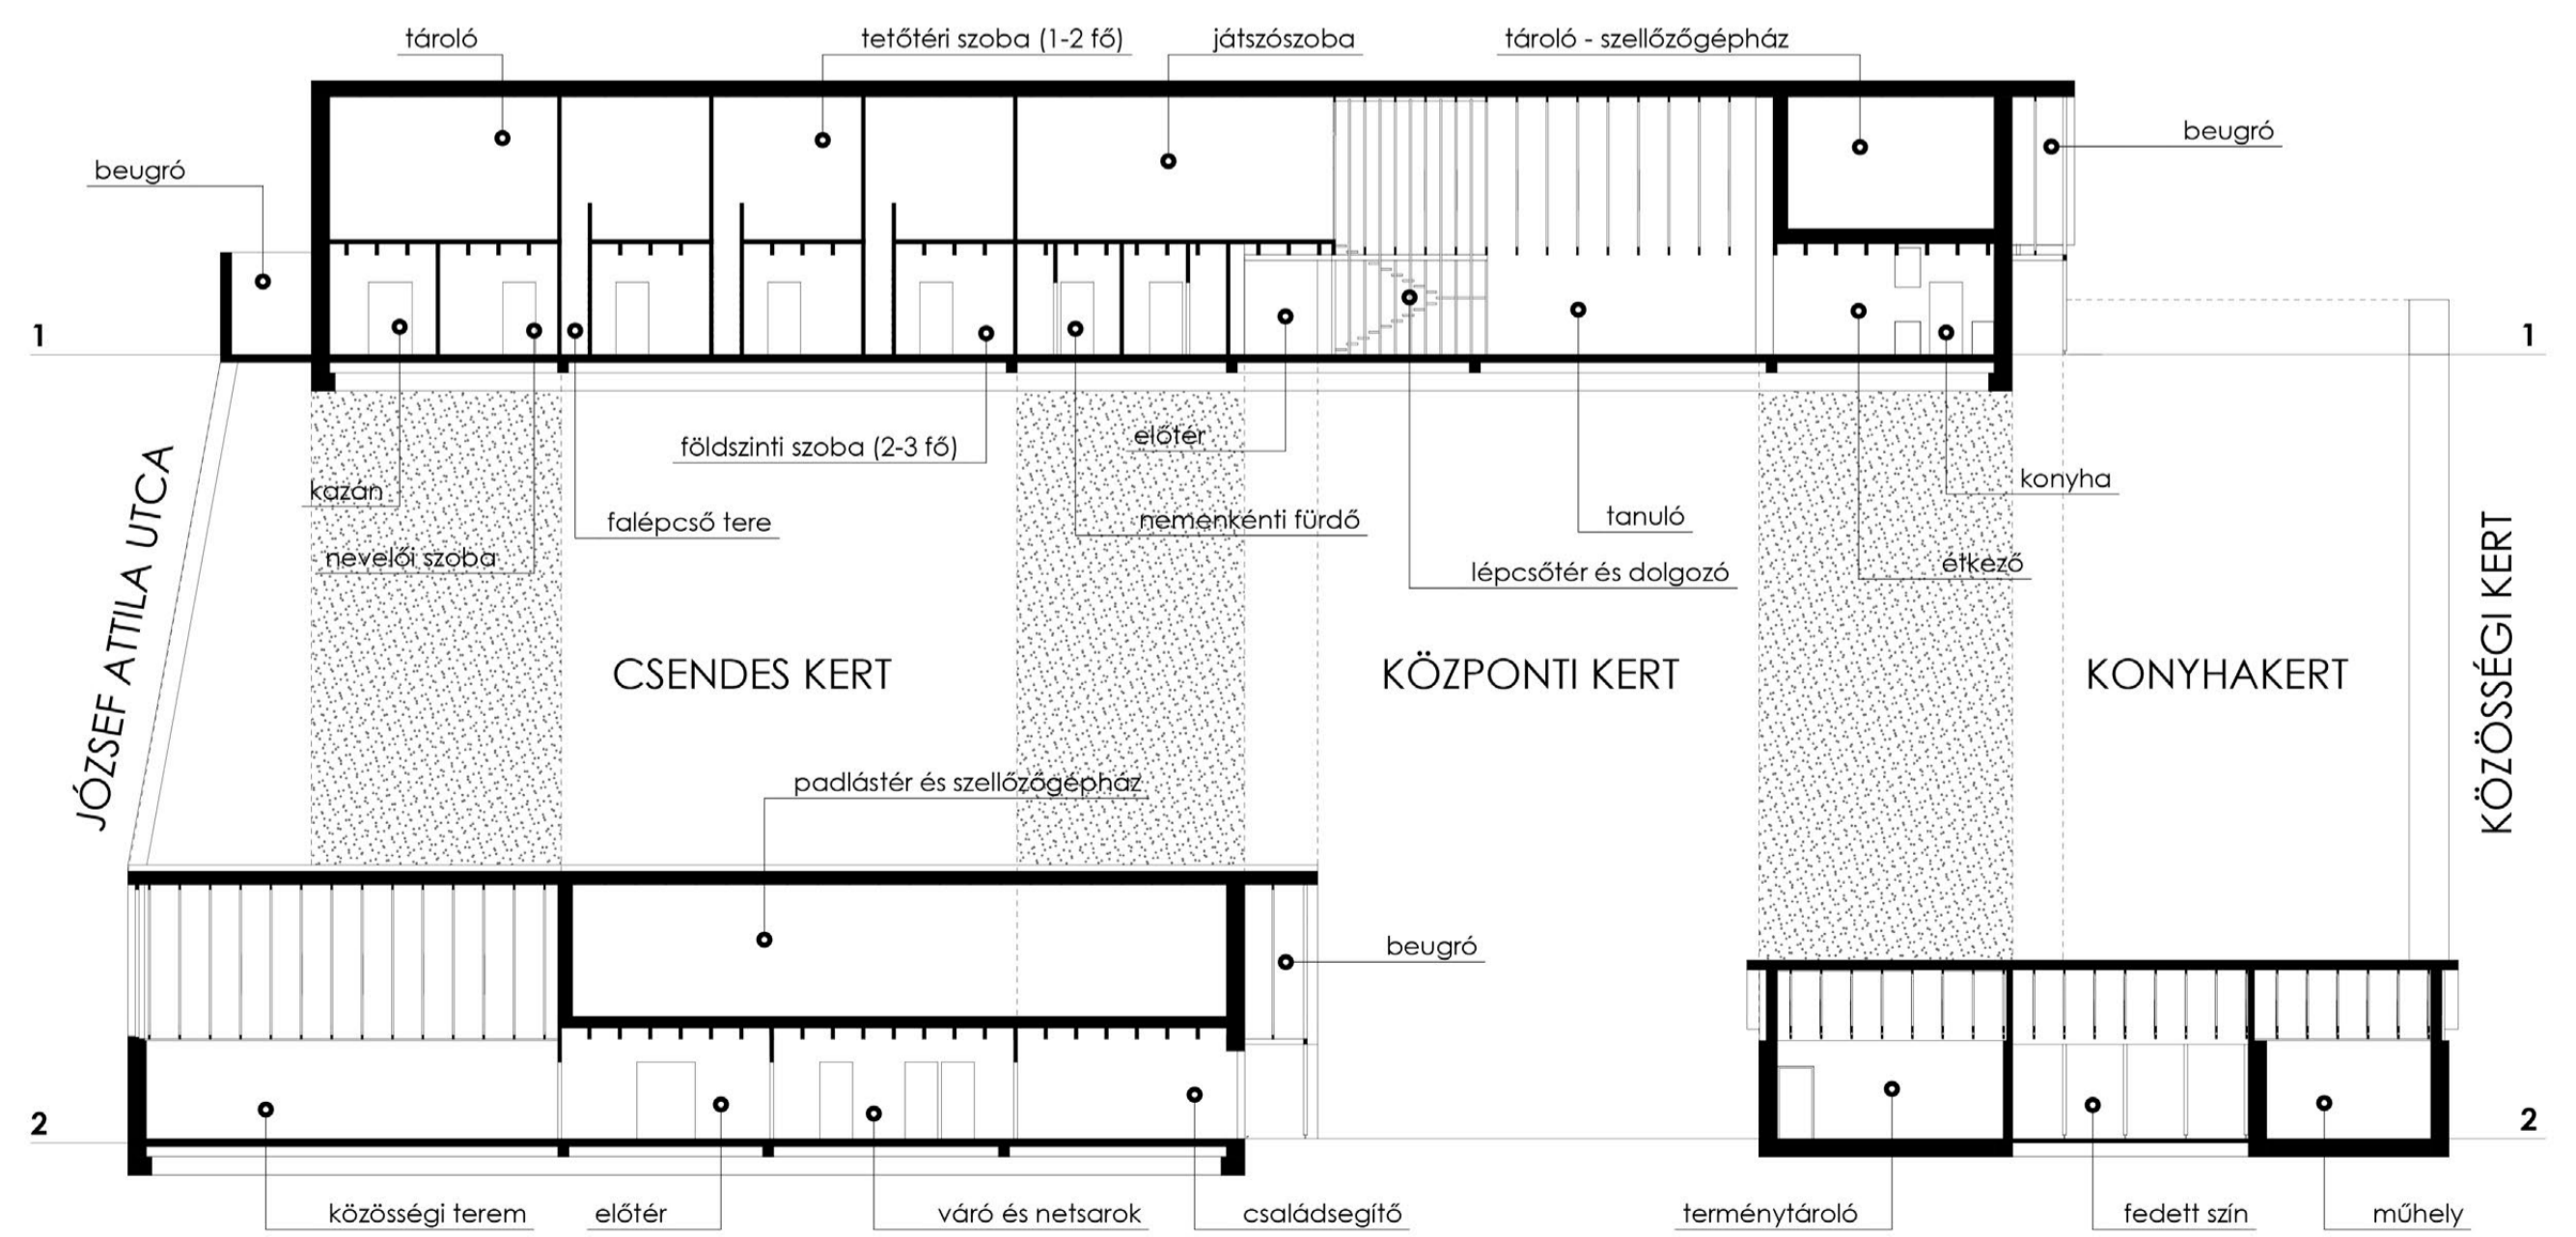 tároló
tetőtéri szoba (1-2 fő)
játszószoba
tároló - szellőzőgépház
beugró
beugró
1
1
földszinti szoba (2-3 fő)
előtér
kazán
falépcső tere
nemenkénti fürdő
tanuló
konyha
nevelői szoba
lépcsőtér és dolgozó
étkező
JÓZSEF ATTILA UTCA
CSENDES KERT
KÖZPONTI KERT
KONYHAKERT
KÖZÖSSÉGI KERT
padlástér és szellőzőgépház
beugró
2
2
közösségi terem
előtér
váró és netsarok
családsegítő
terménytároló
fedett szín
műhely